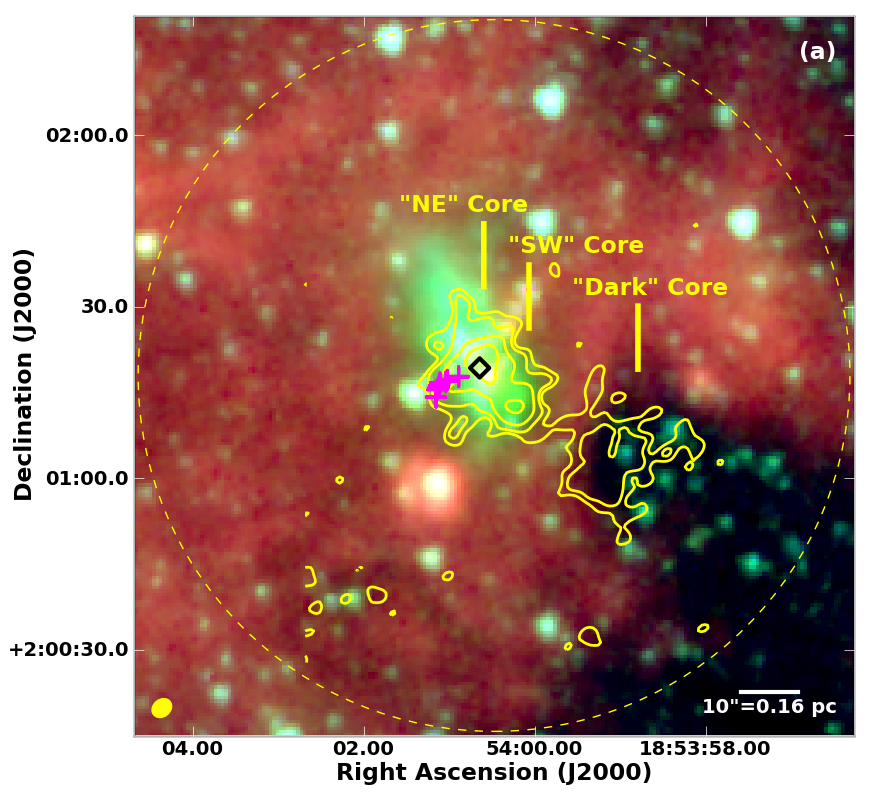 (a)
02:00.0
"NE" Core
"SW" Core
"Dark" Core
30.0
01:00.0
+2:00:30.0
10"=0.16 pc
04.00 02.00 54:00.00 18:53:58.00
Right Ascension (J2000)
Declination (J2000)